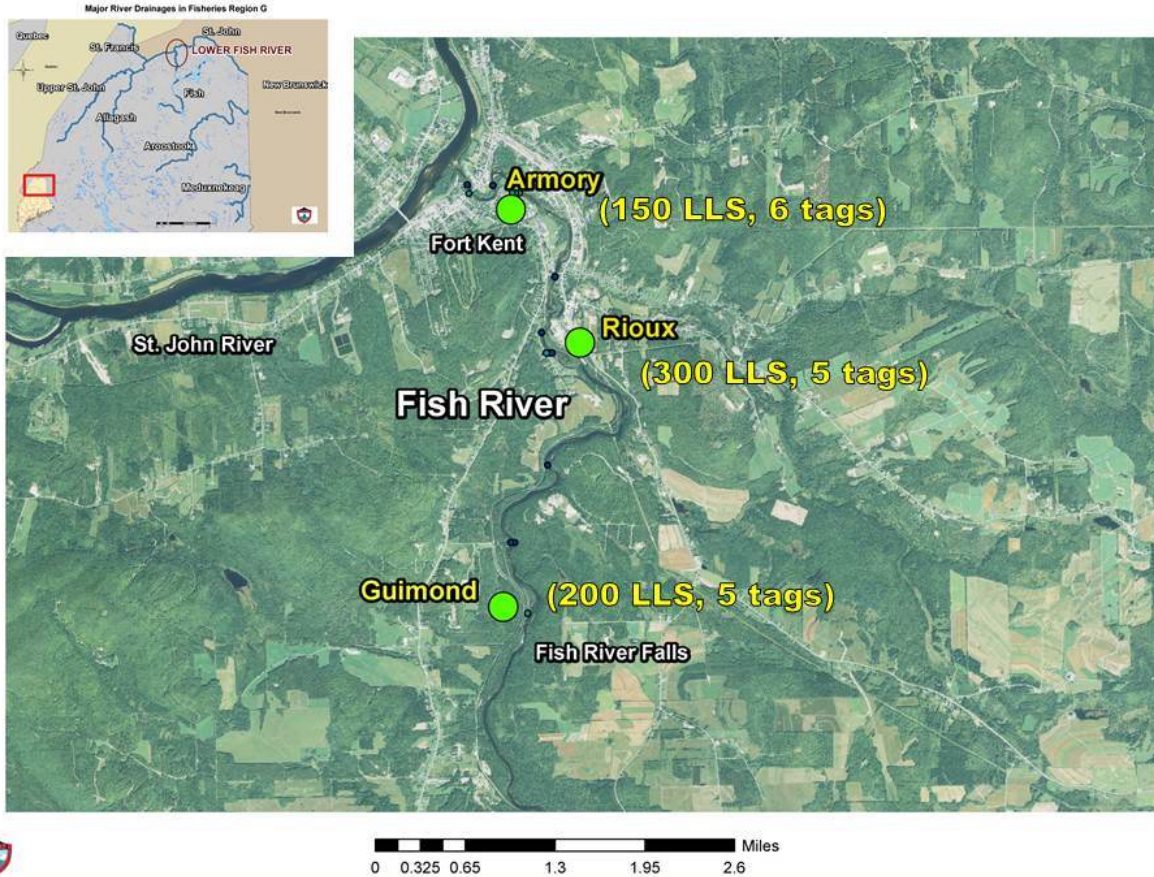 Major River Drainages in Fisheries Region G
Quebec
St. Francis
St. John
LOWER FISH RIVER
New Brunswick
Upper St. John
Fish
Allagash
Aroostook
Meduxnekeag
Armory
(150 LLS, 6 tags)
Fort Kent
St. John River
Rioux
(300 LLS, 5 tags)
Fish River
Guimond
(200 LLS, 5 tags)
Fish River Falls
Miles
0 0.325 0.65 1.3 1.95 2.6